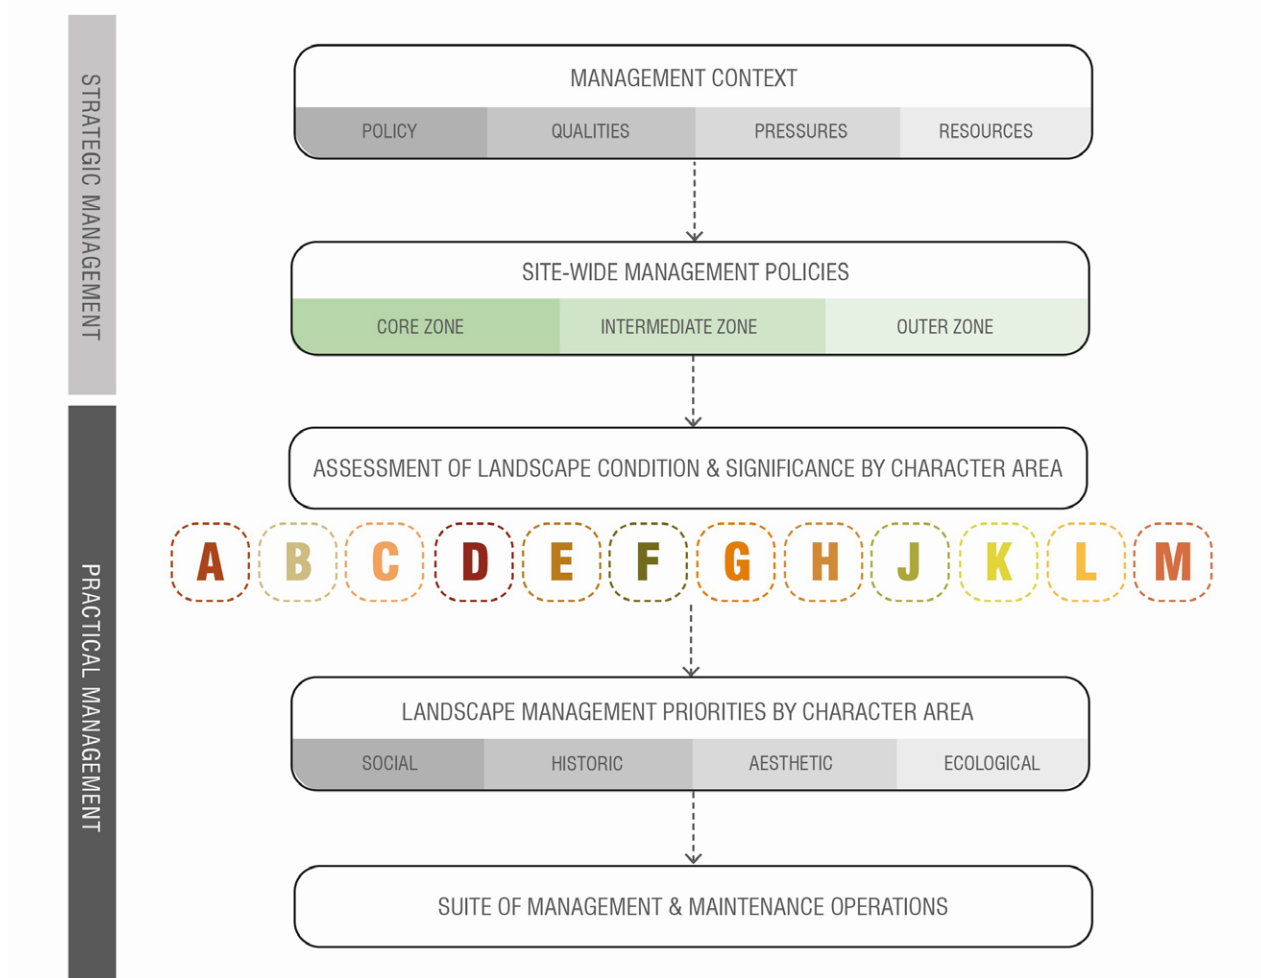 STRATEGIC MANAGEMENT
MANAGEMENT CONTEXT
POLICY QUALITIES PRESSURES RESOURCES
SITE-WIDE MANAGEMENT POLICIES
CORE ZONE INTERMEDIATE ZONE OUTER ZONE
PRACTICAL MANAGEMENT
ASSESSMENT OF LANDSCAPE CONDITION & SIGNIFICANCE BY CHARACTER AREA
A B C D E F G H J K L M
LANDSCAPE MANAGEMENT PRIORITIES BY CHARACTER AREA
SOCIAL HISTORIC AESTHETIC ECOLOGICAL
SUITE OF MANAGEMENT & MAINTENANCE OPERATIONS